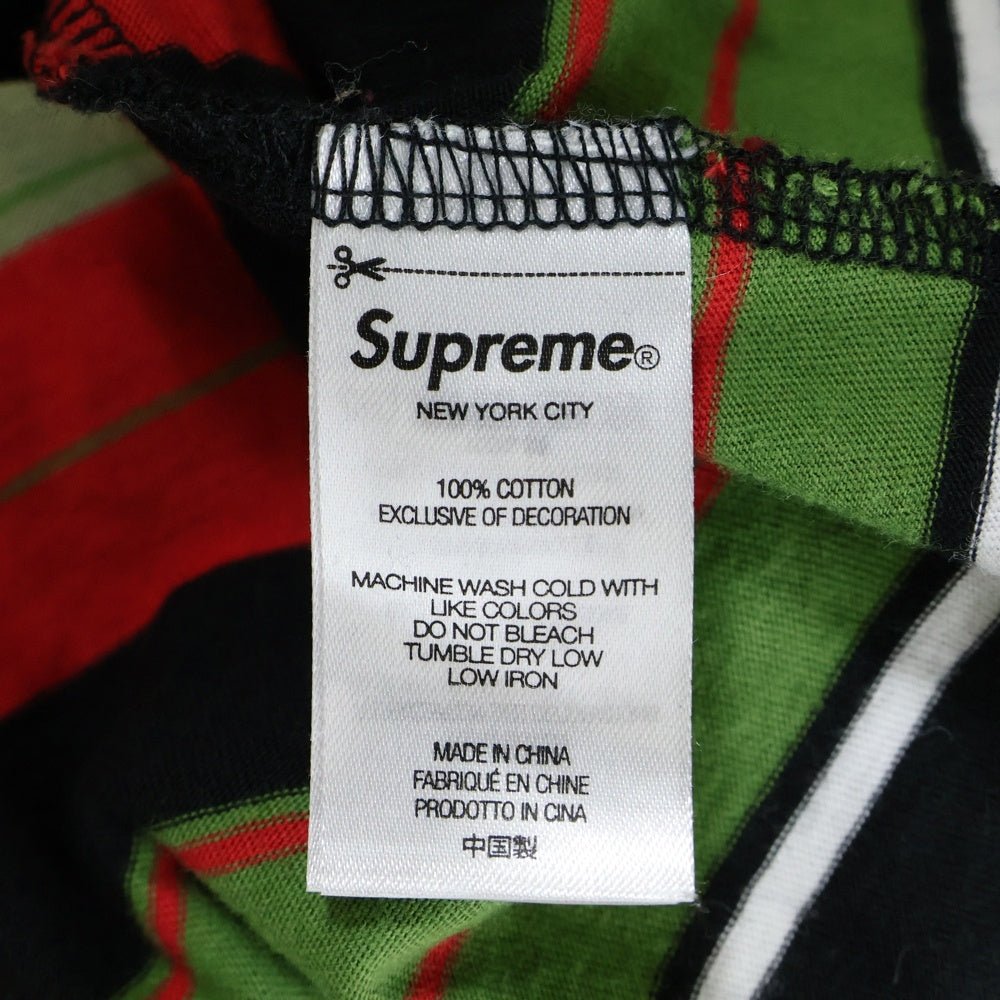 Supreme®
NEW YORK CITY
100% COTTON
EXCLUSIVE OF DECORATION
MACHINE WASH COLD WITH
LIKE COLORS
DO NOT BLEACH
TUMBLE DRY LOW
LOW IRON
MADE IN CHINA
FABRIQUÉ EN CHINE
PRODOTTO IN CINA
中国製